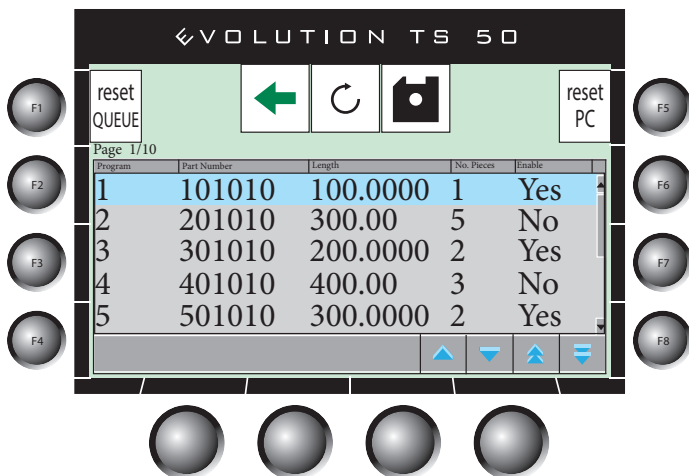 EVOLUTION TS 50
F1
reset
QUEUE
reset
PC
F5
Page 1/10
Program Part Number Length No. Pieces Enable
F2
1 101010 100.0000 1 Yes
F6
2 201010 300.00 5 No
F3
3 301010 200.0000 2 Yes
F7
4 401010 400.00 3 No
5 501010 300.0000 2 Yes
F4
F8